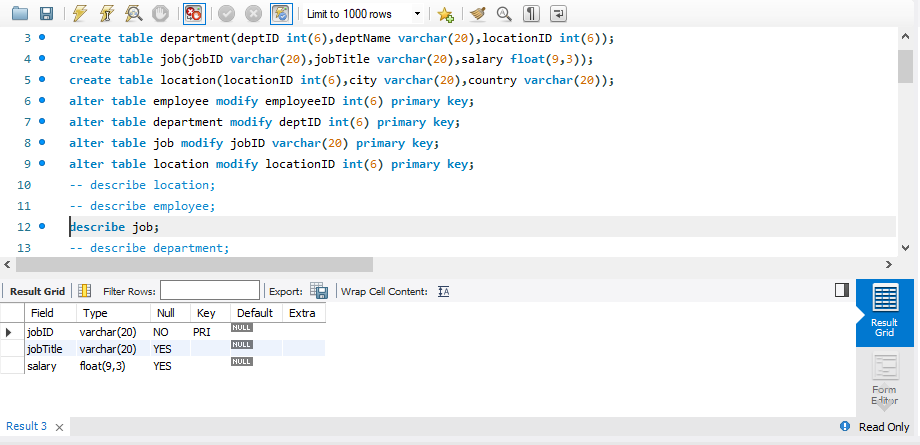 Limit to 1000 rows
3 create table department(deptID int(6),deptName varchar(20),locationID int(6));
4 create table job(jobID varchar(20),jobTitle varchar(20),salary float(9,3));
5 create table location(locationID int(6),city varchar(20),country varchar(20));
6 alter table employee modify employeeID int(6) primary key;
7 alter table department modify deptID int(6) primary key;
8 alter table job modify jobID varchar(20) primary key;
9 alter table location modify locationID int(6) primary key;
10 -- describe location;
11 -- describe employee;
12 describe job;
13 -- describe department;
Result Grid Filter Rows: Export: Wrap Cell Content: IA
Field Type Null Key Default Extra
jobID varchar(20) NO PRI NULL
jobTitle varchar(20) YES NULL
salary float(9,3) YES NULL
Result Grid
Form Editor
Result 3 Read Only